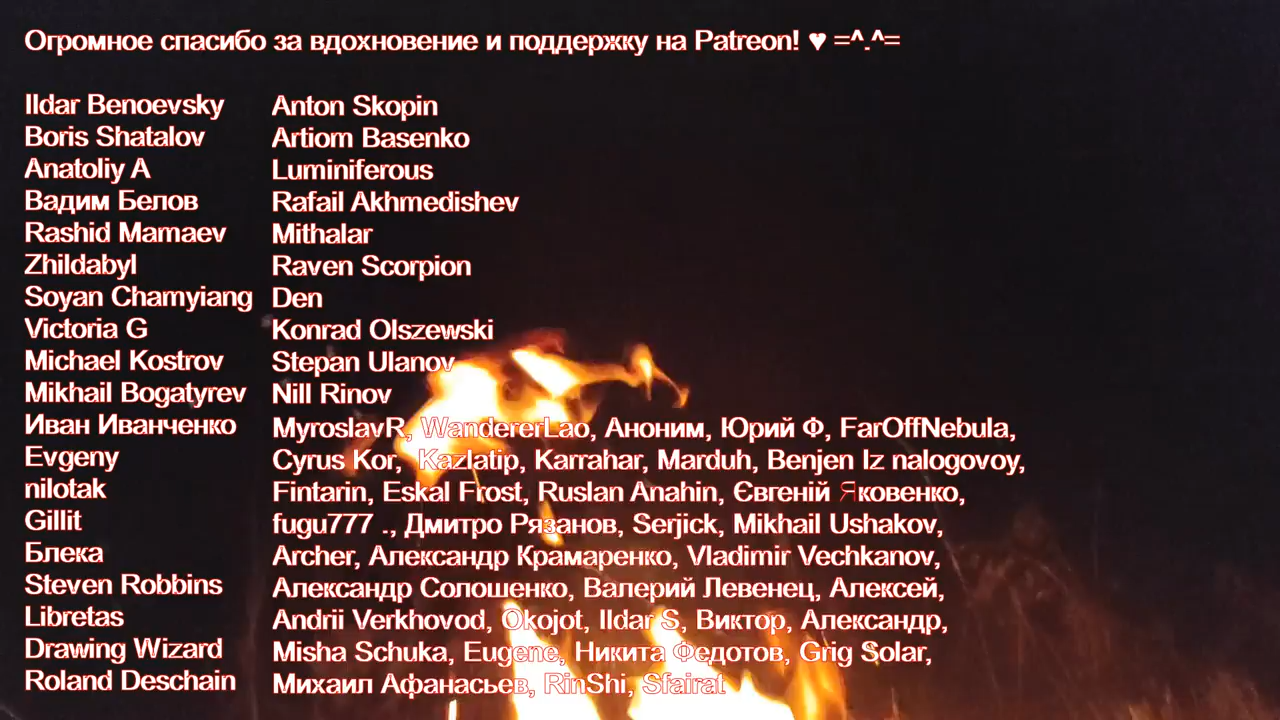 Огромное спасибо за вдохновение и поддержку на Patreon! ♥ =^.^=
Ildar Benoevsky
Boris Shatalov
Anatoliy A
Вадим Белов
Rashid Mamaev
Zhildabyl
Soyan Chamyiang
Victoria G
Michael Kostrov
Mikhail Bogatyrev
Иван Иванченко
Evgeny
nilotak
Gillit
Блека
Steven Robbins
Libretas
Drawing Wizard
Roland Deschain
Anton Skopin
Artiom Basenko
Luminiferous
Rafail Akhmedishev
Mithalar
Raven Scorpion
Den
Konrad Olszewski
Stepan Ulanov
Nill Rinov
MyroslavR, WandererLao, Аноним, Юрий Ф, FarOffNebula,
Cyrus Kor, Kazlatip, Karrahar, Marduh, Benjen Iz nalogovoy,
Fintarin, Eskal Frost, Ruslan Anahin, Євгеній Яковенко,
fugu777 ., Дмитро Рязанов, Serjick, Mikhail Ushakov,
Archer, Александр Крамаренко, Vladimir Vechkanov,
Александр Солошенко, Валерий Левенец, Алексей,
Andrii Verkhovod, Okojot, Ildar S, Виктор, Александр,
Misha Schuka, Eugene, Никита Федотов, Grig Solar,
Михаил Афанасьев, RinShi, Sfairat